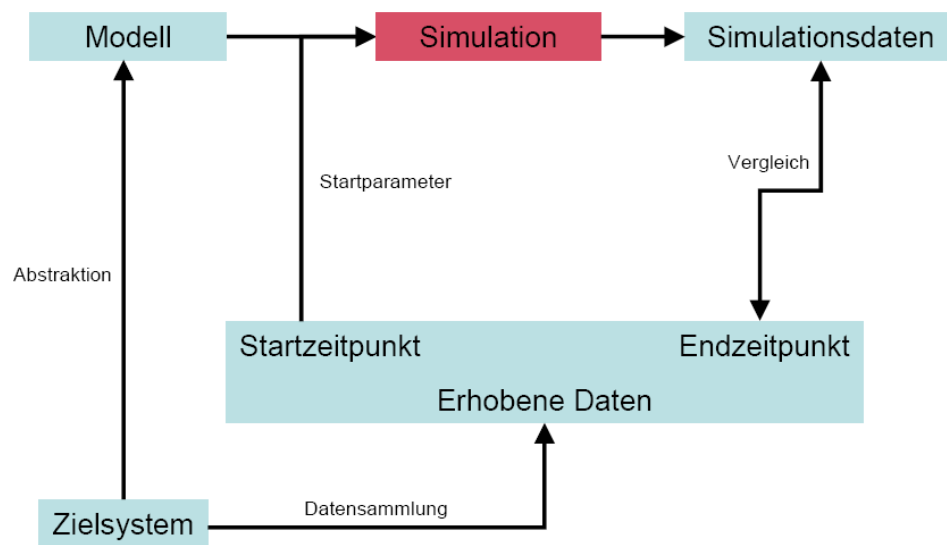 Modell
Simulation
Simulationsdaten
Vergleich
Startparameter
Abstraktion
Startzeitpunkt
Endzeitpunkt
Erhobene Daten
Datensammlung
Zielsystem